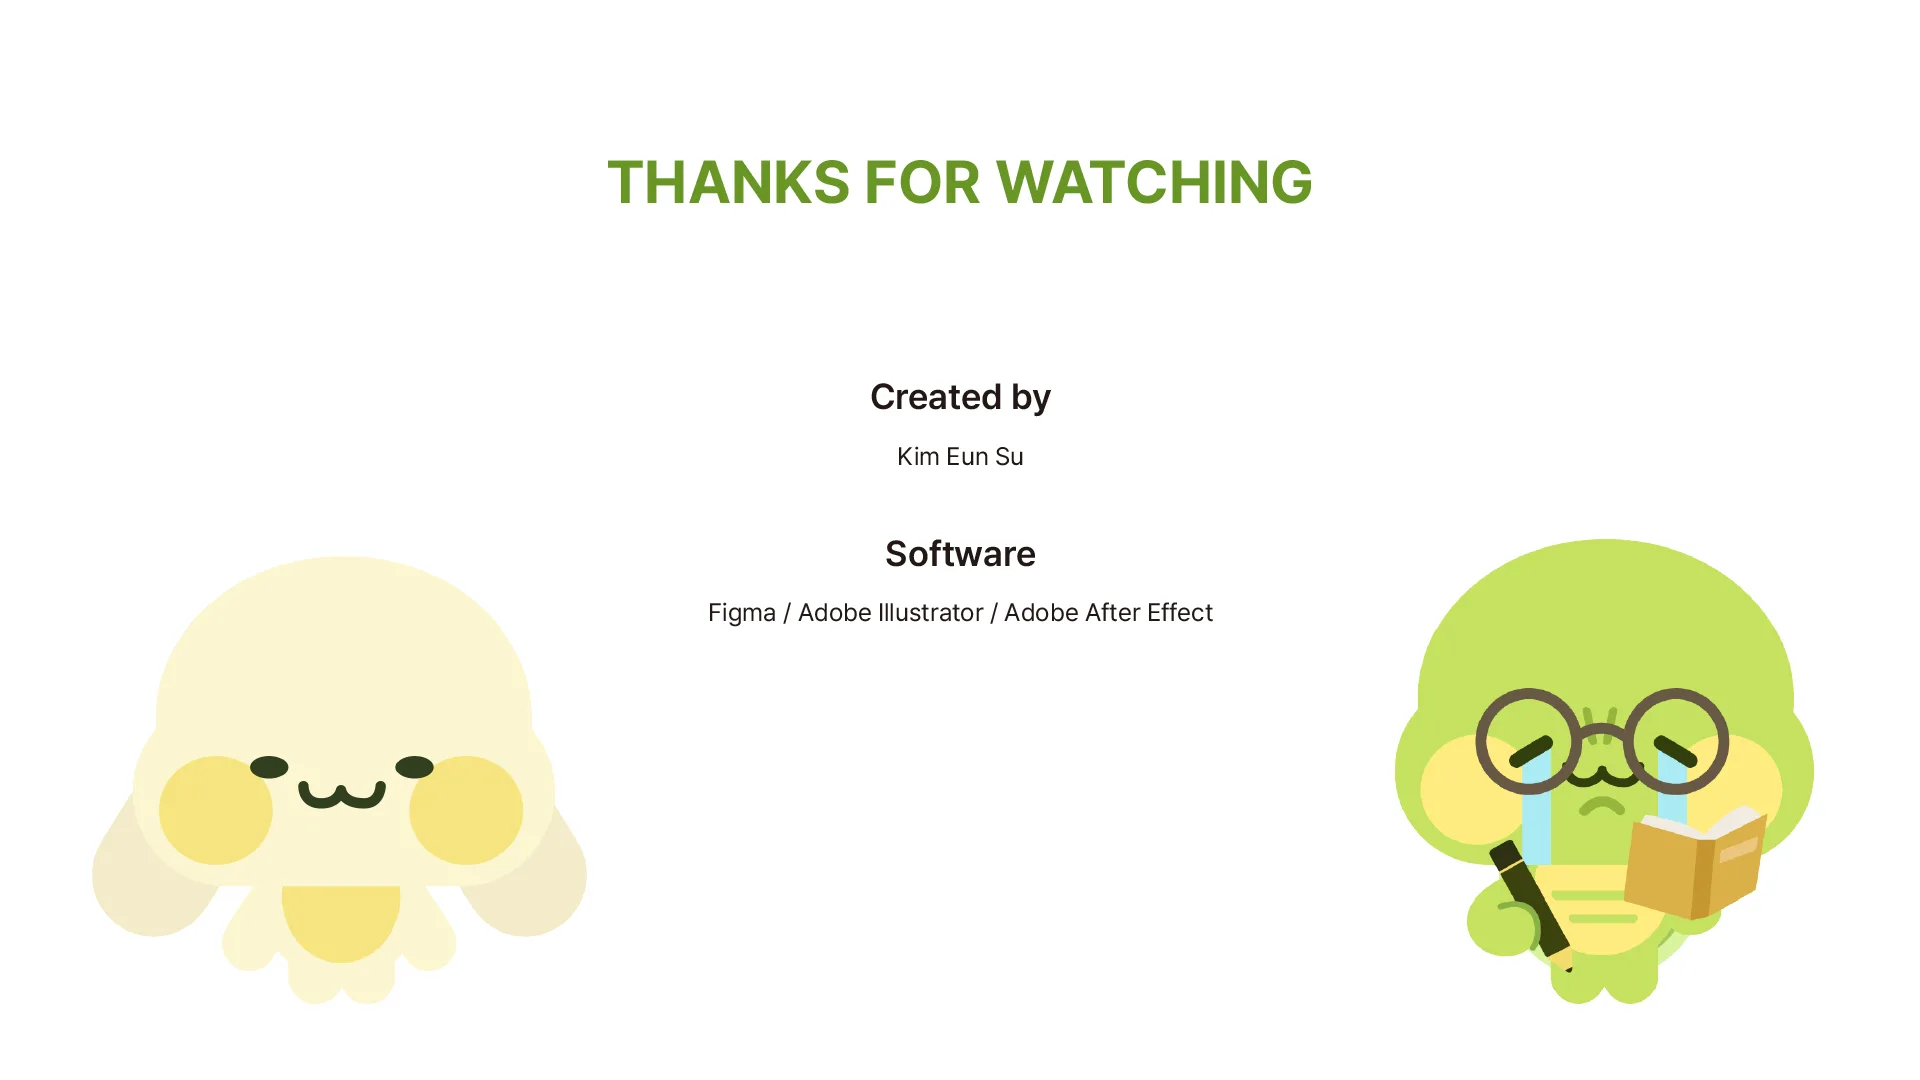 THANKS FOR WATCHING
Created by
Kim Eun Su
Software
Figma / Adobe Illustrator / Adobe After Effect